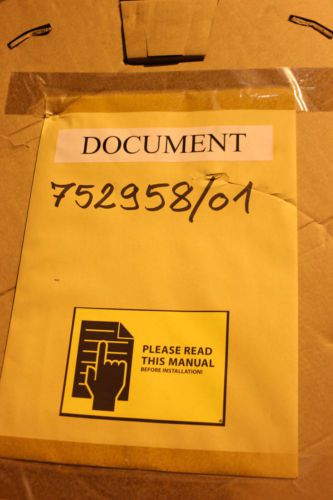 DOCUMENT
752958/01
PLEASE READ
THIS MANUAL
BEFORE INSTALLATION!